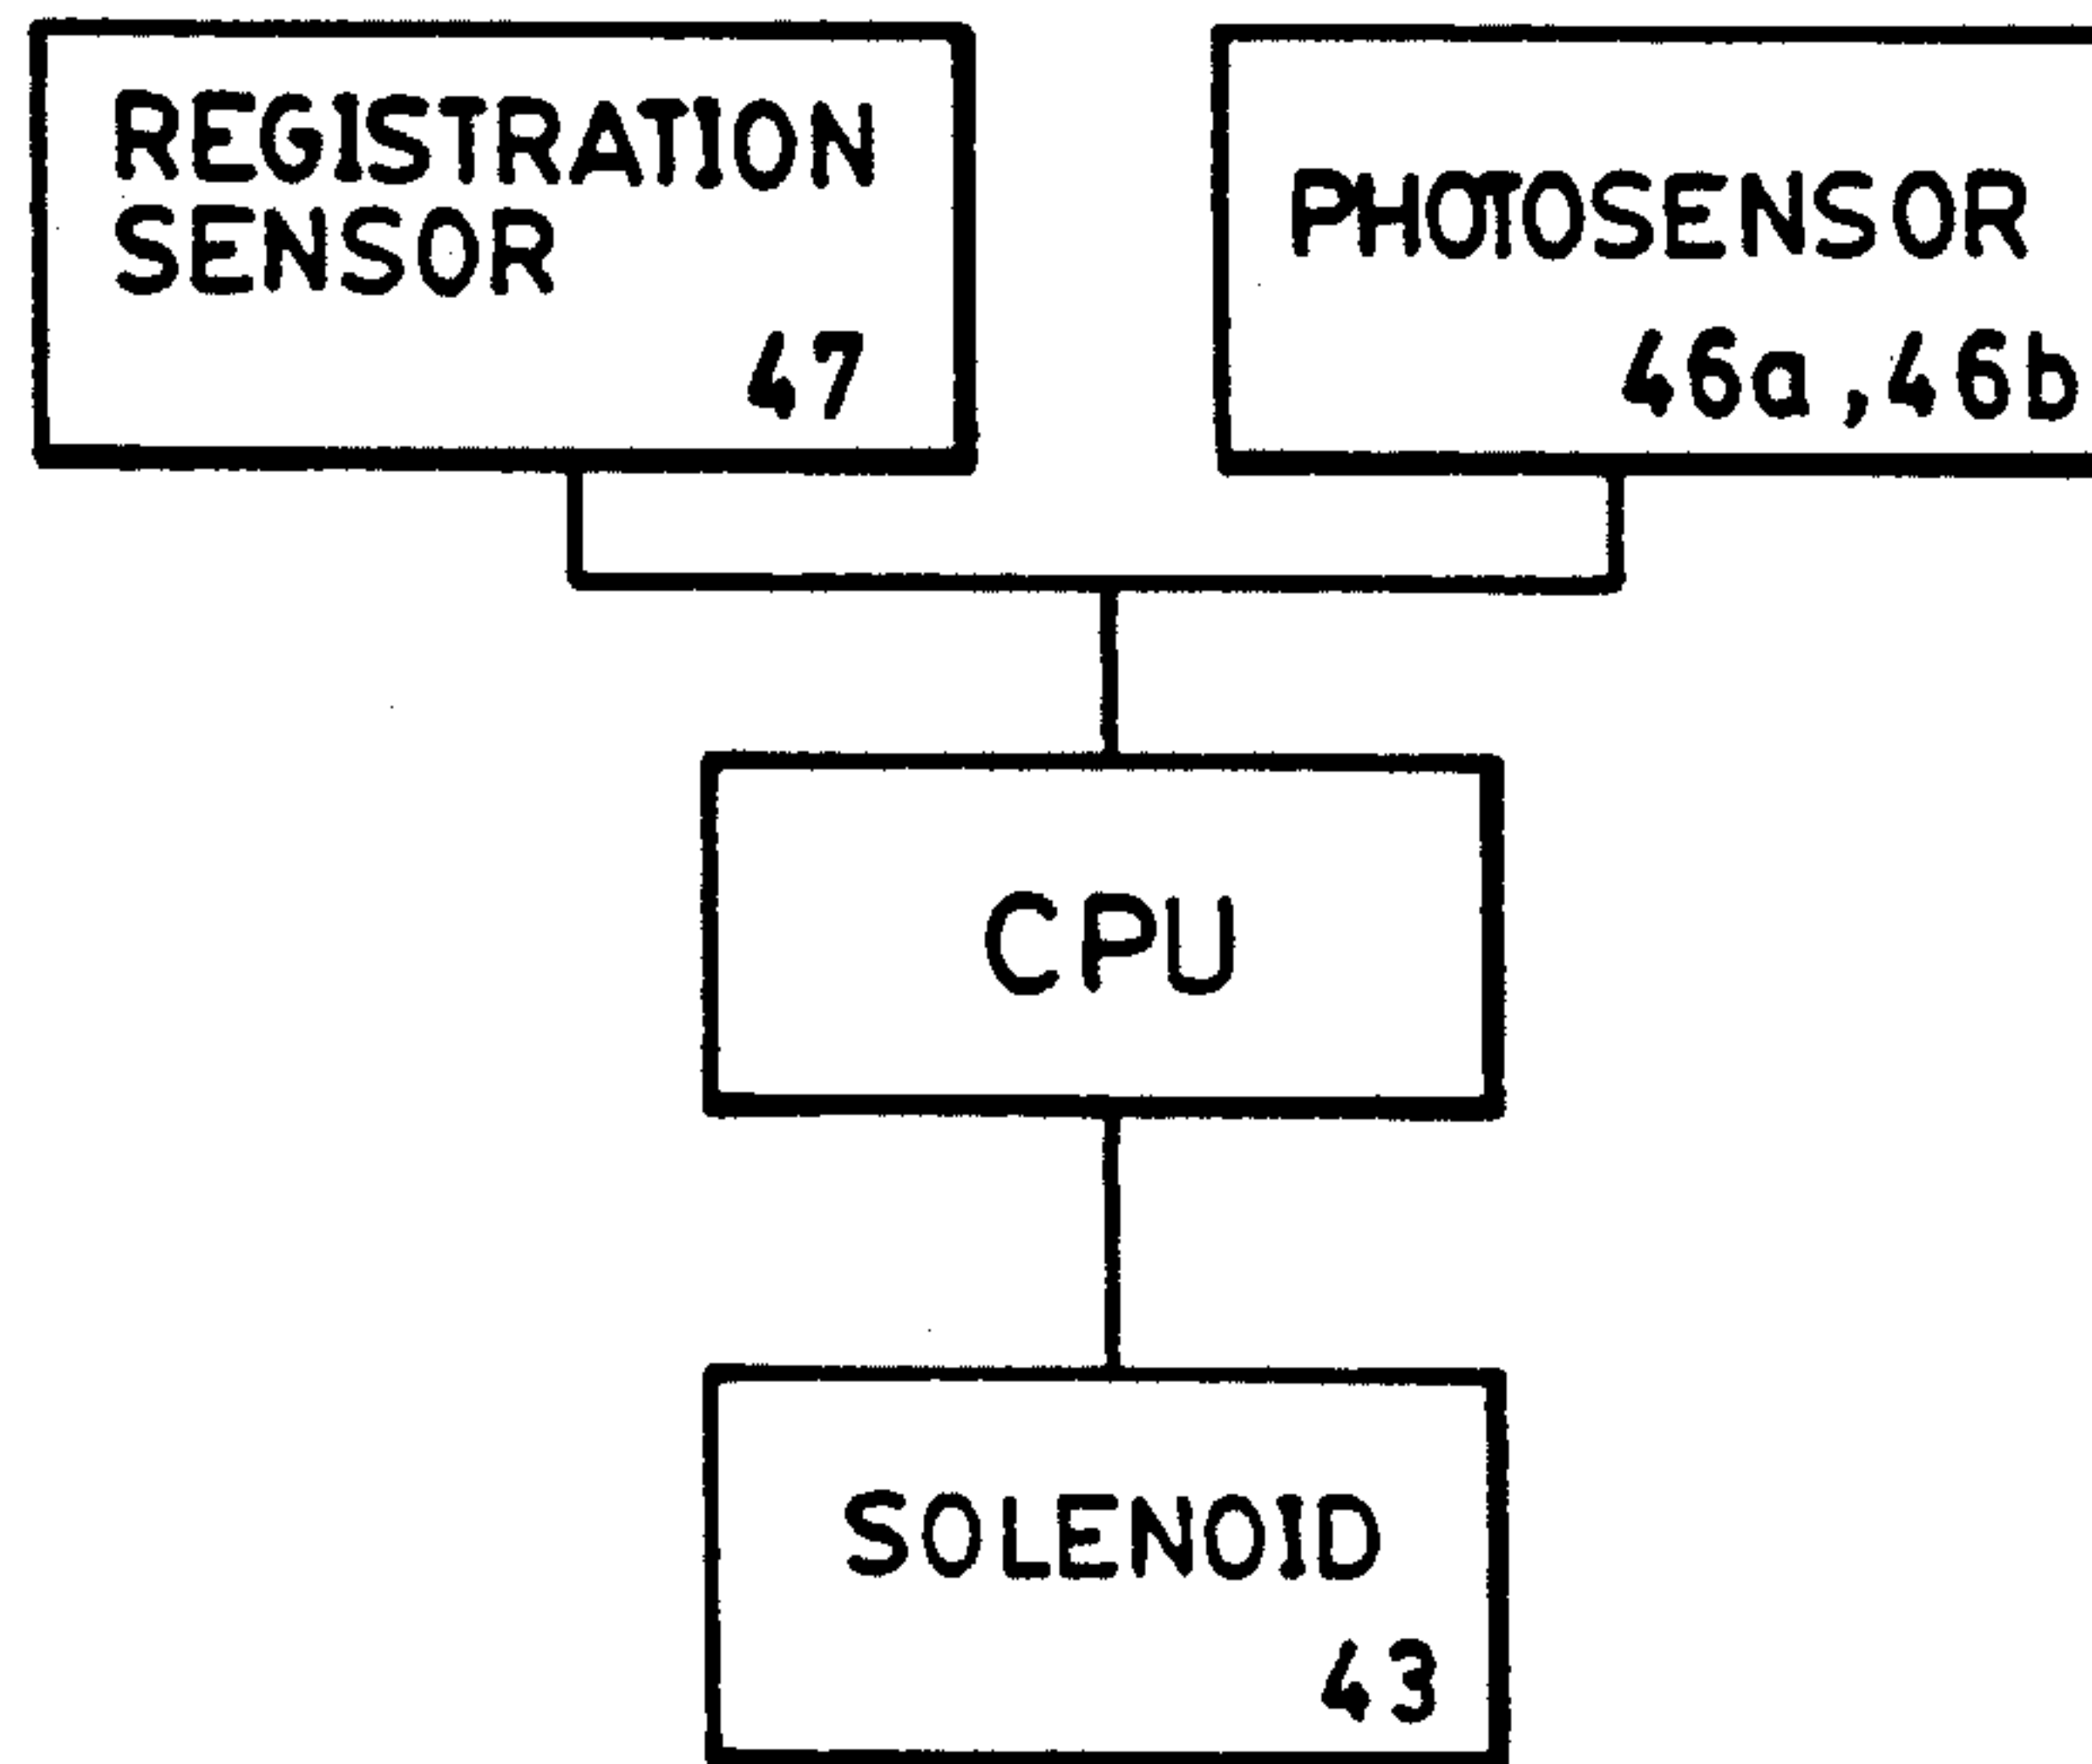 REGISTRATION
SENSOR
47
PHOTOSENSOR
46a,46b
CPU
SOLENOID
43